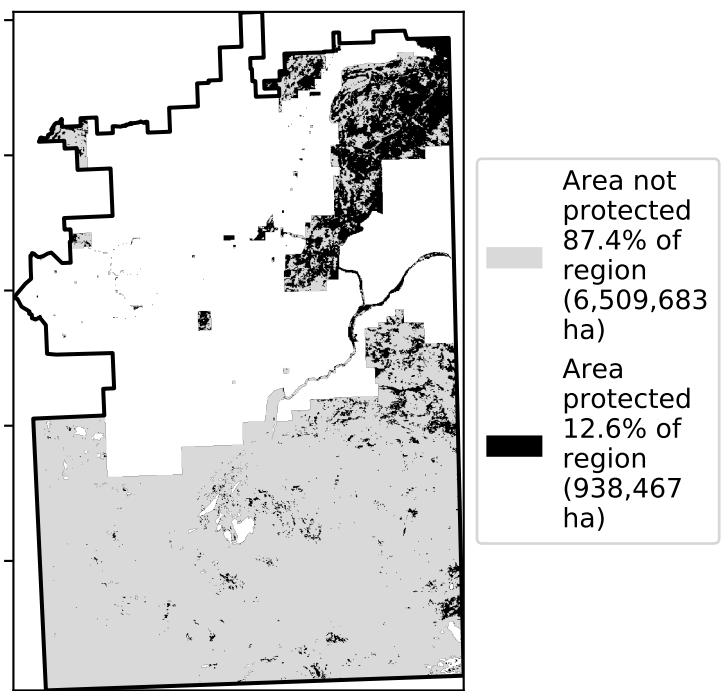 Area not
protected
87.4% of
region
(6,509,683
ha)
Area
protected
12.6% of
region
(938,467
ha)